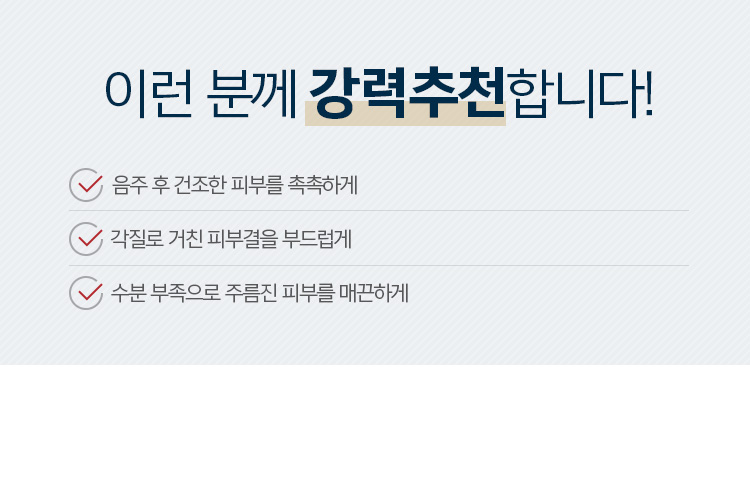 이런 분께 강력추천합니다!
음주 후 건조한 피부를 촉촉하게
각질로 거친 피부결을 부드럽게
수분 부족으로 주름진 피부를 매끈하게